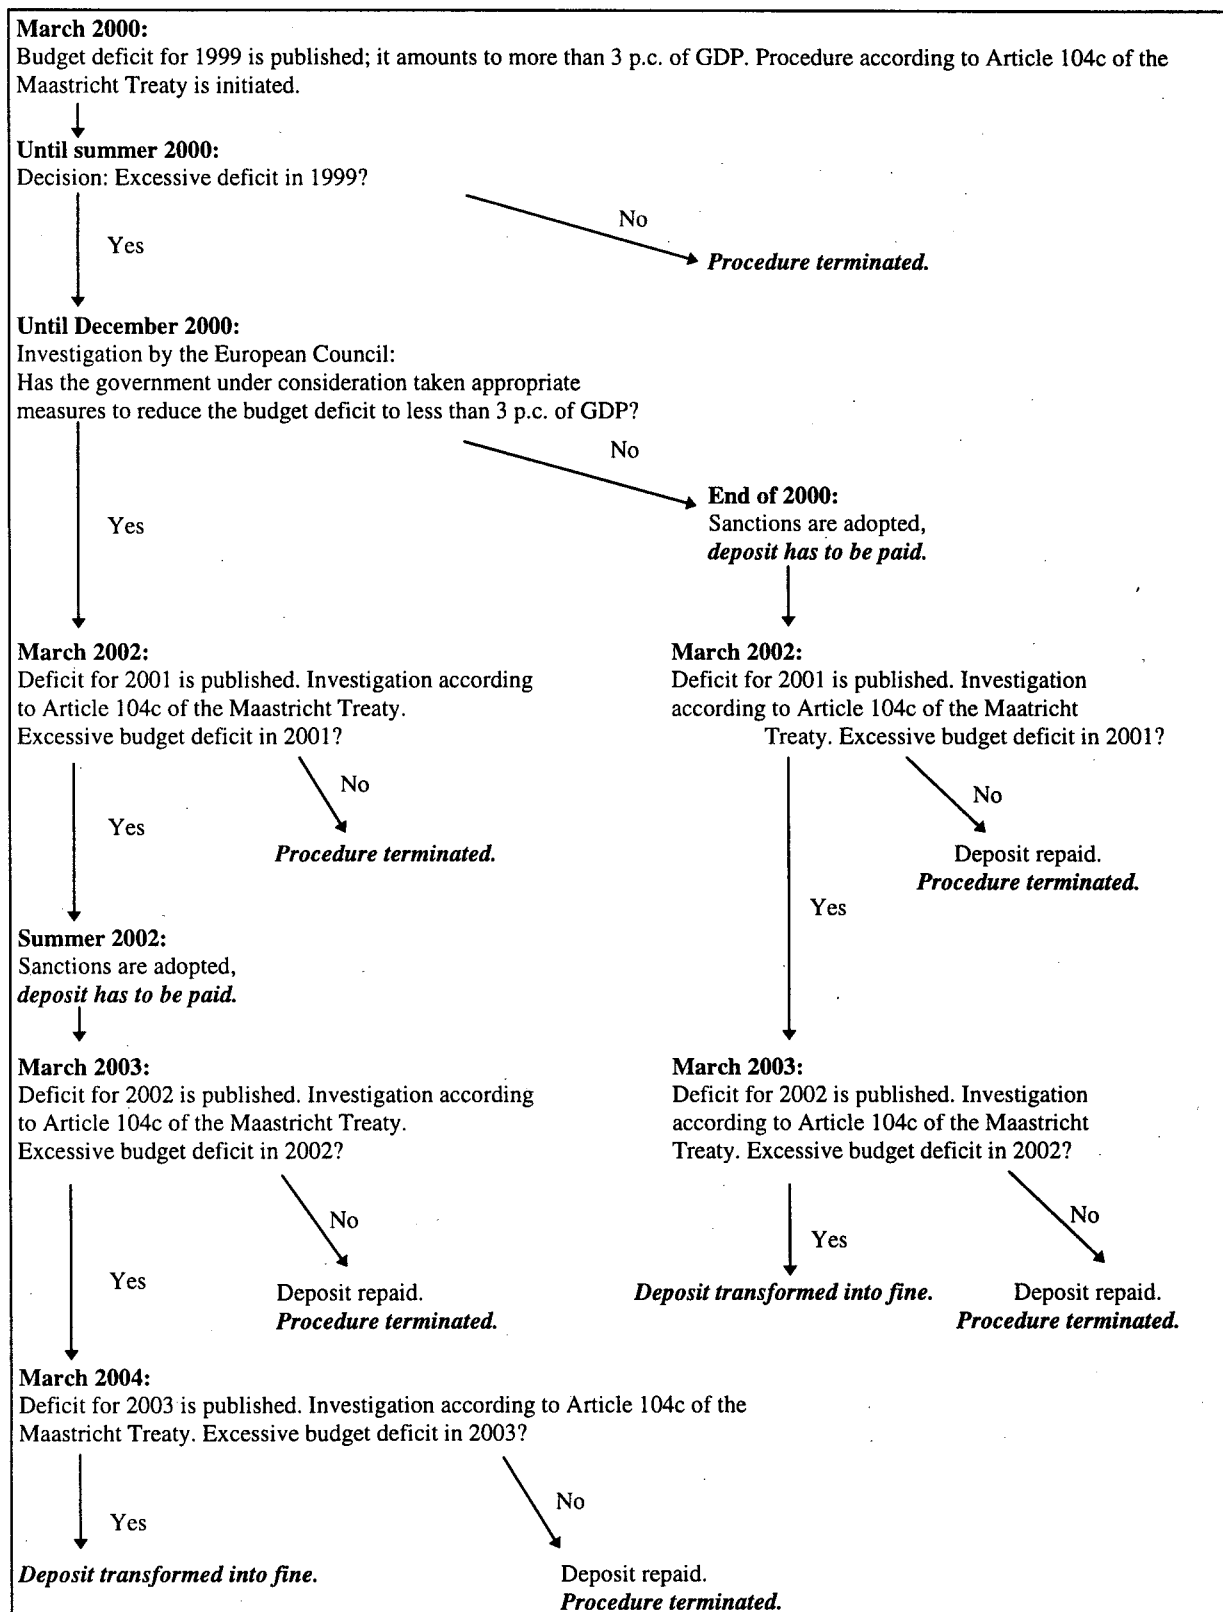 March 2000:
Budget deficit for 1999 is published; it amounts to more than 3 p.c. of GDP. Procedure according to Article 104c of the
Maastricht Treaty is initiated.
Until summer 2000:
Decision: Excessive deficit in 1999?
No
Yes
Procedure terminated.
Until December 2000:
Investigation by the European Council:
Has the government under consideration taken appropriate
measures to reduce the budget deficit to less than 3 p.c. of GDP?
No
End of 2000:
Yes
Sanctions are adopted,
deposit has to be paid.
March 2002:
Deficit for 2001 is published. Investigation according
to Article 104c of the Maastricht Treaty.
Excessive budget deficit in 2001?
No
Yes
Procedure terminated.
March 2002:
Deficit for 2001 is published. Investigation
according to Article 104c of the Maatricht
Treaty. Excessive budget deficit in 2001?
No
Deposit repaid.
Procedure terminated.
Yes
Summer 2002:
Sanctions are adopted,
deposit has to be paid.
March 2003:
Deficit for 2002 is published. Investigation according
to Article 104c of the Maastricht Treaty.
Excessive budget deficit in 2002?
No
Yes
Deposit repaid.
Procedure terminated.
March 2003:
Deficit for 2002 is published. Investigation
according to Article 104c of the Maastricht
Treaty. Excessive budget deficit in 2002?
No
Yes
Deposit transformed into fine.
Deposit repaid.
Procedure terminated.
March 2004:
Deficit for 2003 is published. Investigation according to Article 104c of the
Maastricht Treaty. Excessive budget deficit in 2003?
No
Yes
Deposit transformed into fine.
Deposit repaid.
Procedure terminated.